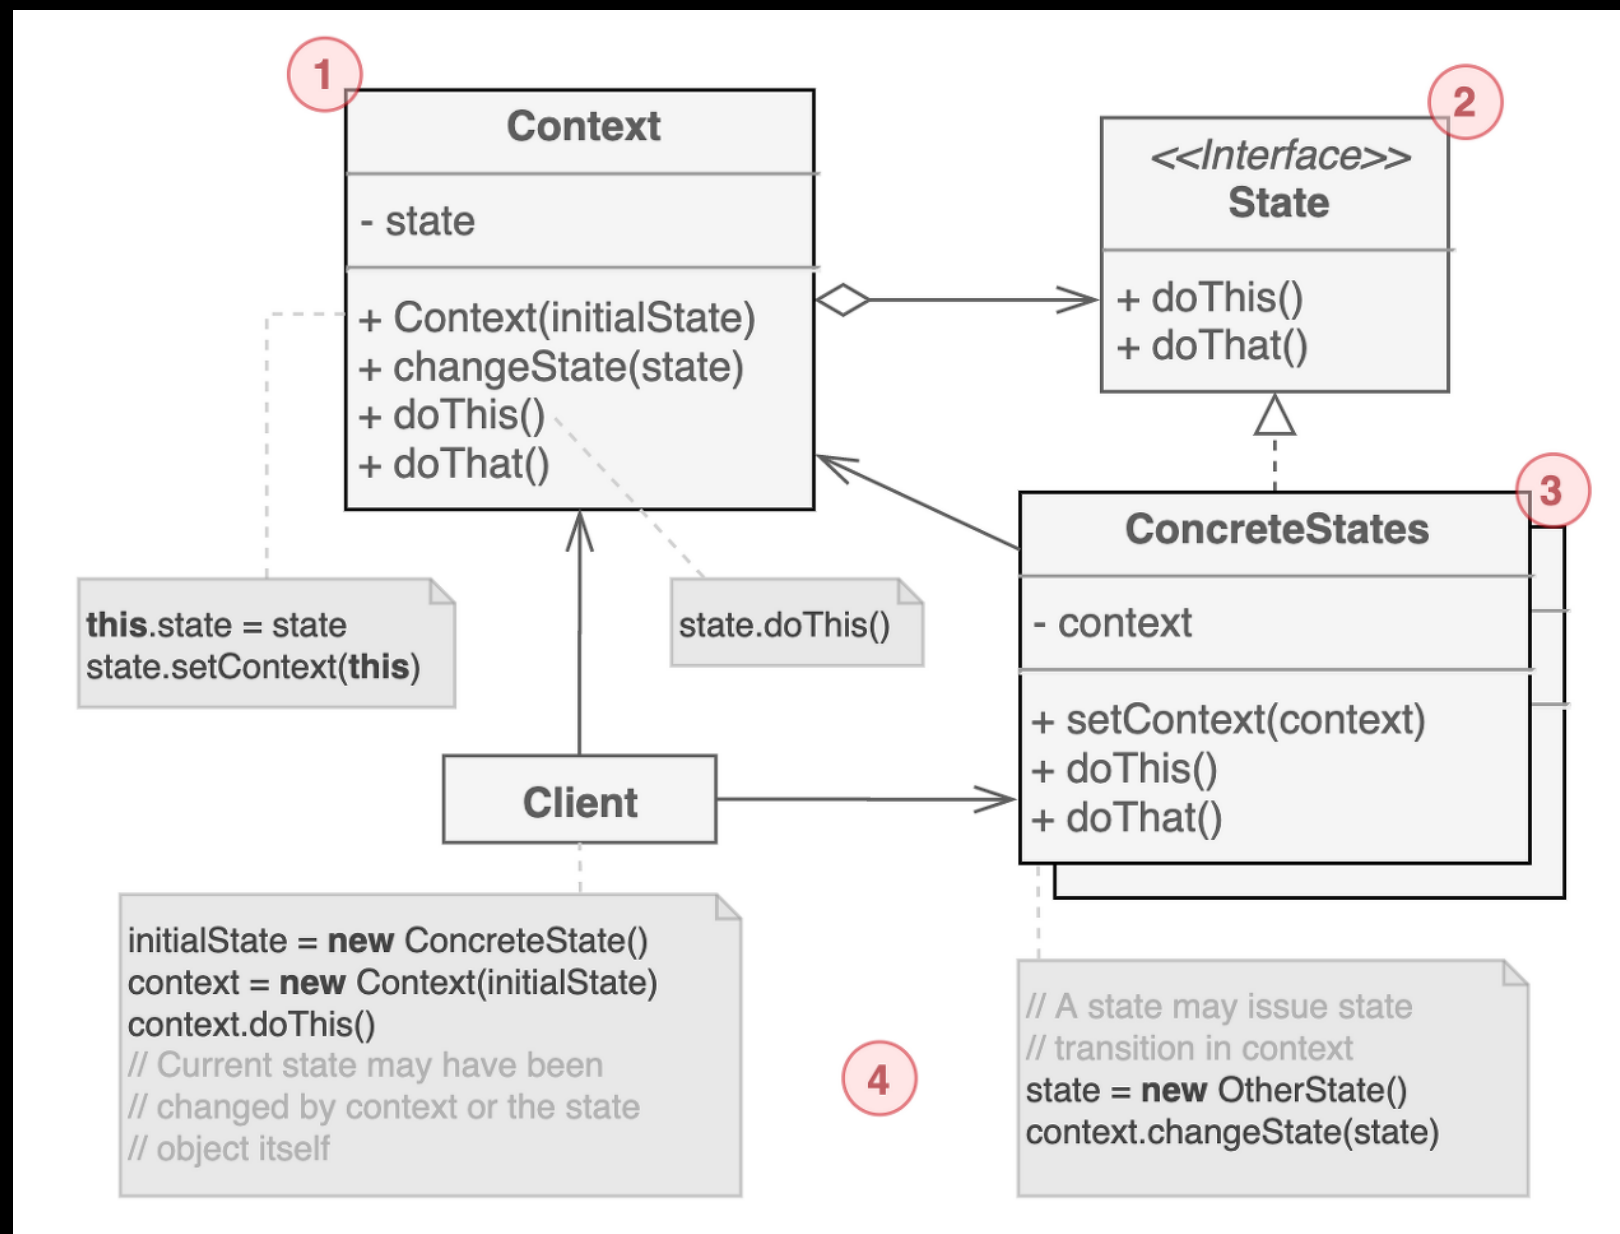 1
Context
- state
+ Context(initialState)
+ changeState(state)
+ doThis()
+ doThat()
2
<<Interface>>
State
+ doThis()
+ doThat()
3
ConcreteStates
- context
+ setContext(context)
+ doThis()
+ doThat()
this.state = state
state.setContext(this)
state.doThis()
Client
initialState = new ConcreteState()
context = new Context(initialState)
context.doThis()
// Current state may have been
// changed by context or the state
// object itself
4
// A state may issue state
// transition in context
state = new OtherState()
context.changeState(state)